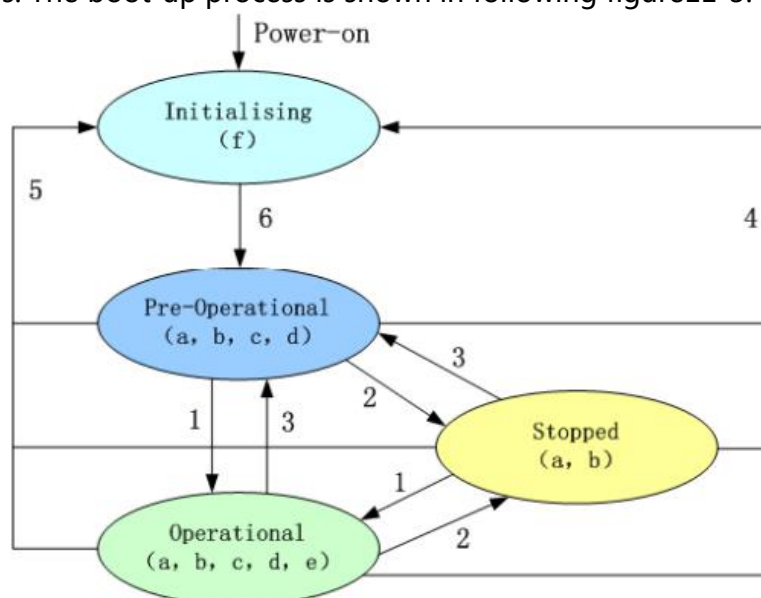 s. The boot-up process is shown in following figure11-3.
Power-on
Initialising
(f)
5
6
4
Pre-Operational
(a, b, c, d)
3
2
1
3
Stopped
(a, b)
1
Operational
(a, b, c, d, e)
2